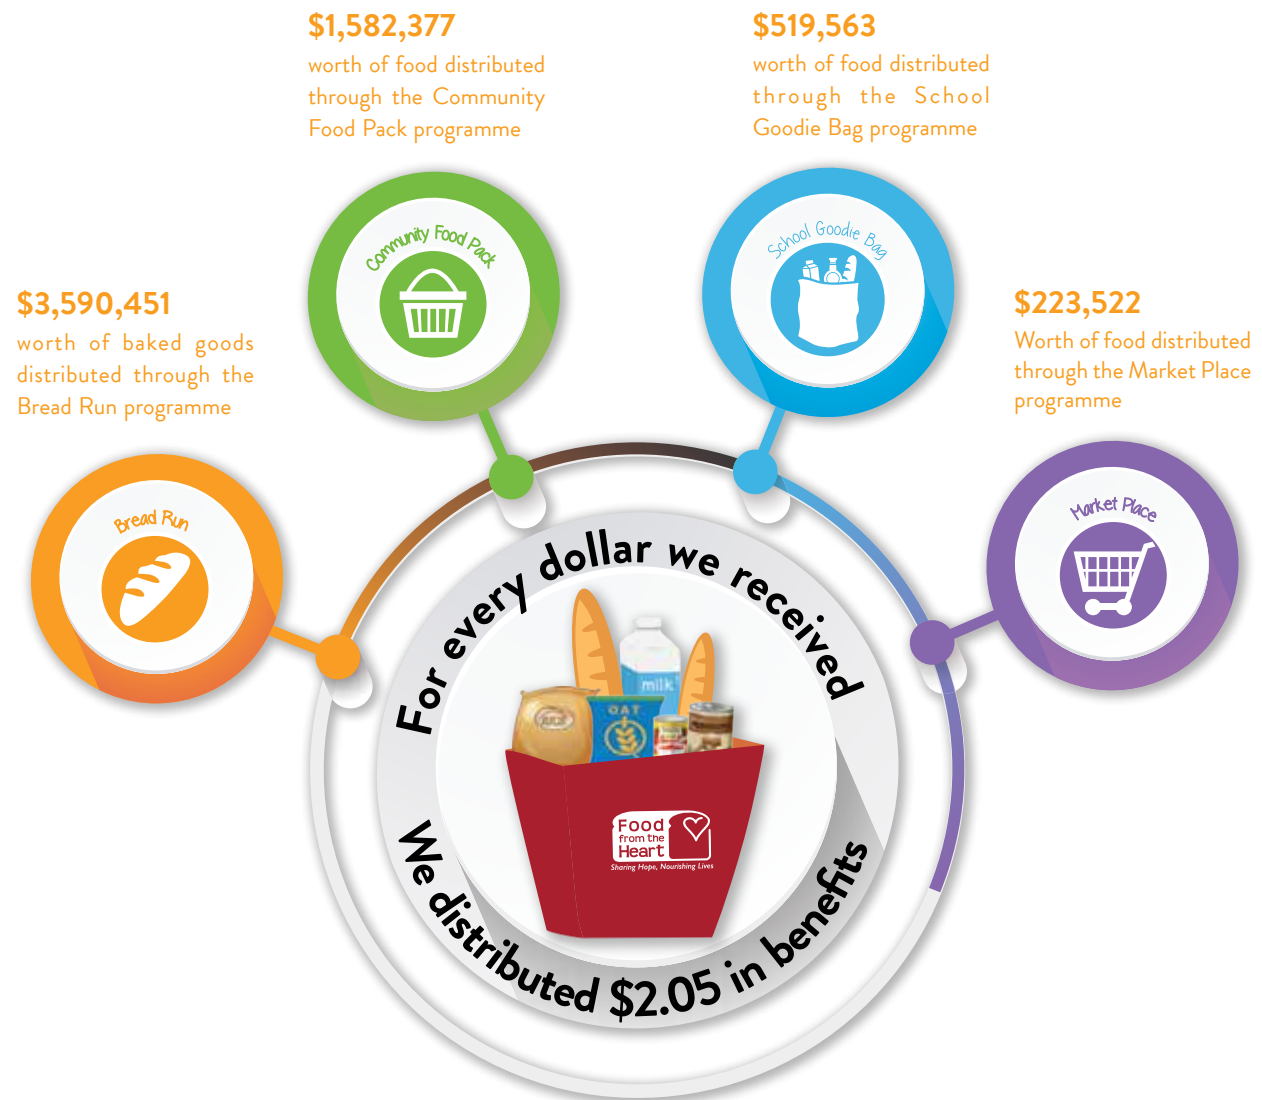 $1,582,377
worth of food distributed
through the Community
Food Pack programme
$519,563
worth of food distributed
through the School
Goodie Bag programme
$3,590,451
worth of baked goods
distributed through the
Bread Run programme
$223,522
Worth of food distributed
through the Market Place
programme
Community Food Pack
School Goodie Bag
Bread Run
Market Place
For every dollar we received
milk
OAT
Food
from the
Heart
Sharing Hope, Nourishing Lives
We distributed $2.05 in benefits